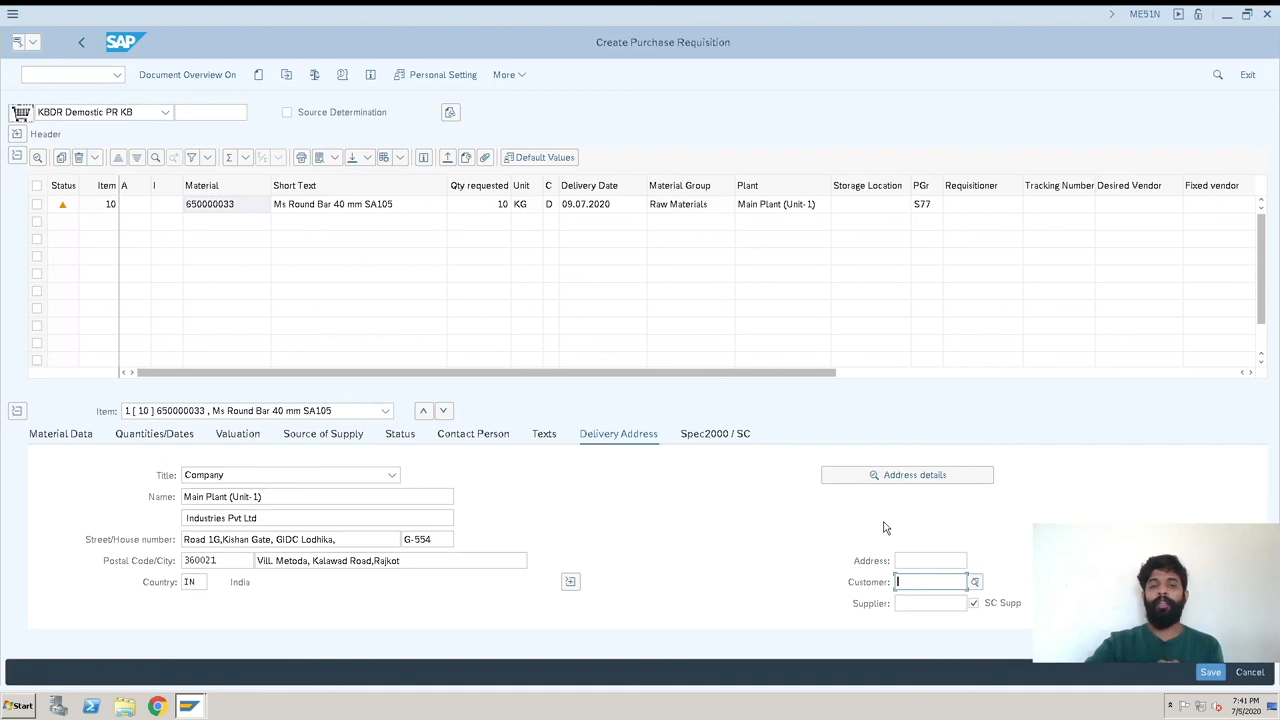 ME51N
SAP
Create Purchase Requisition
Document Overview On
Personal Setting
More
Exit
KBDR Demostic PR KB
Source Determination
Header
Default Values
Status Item A I Material Short Text Qty requested Unit C Delivery Date Material Group Plant Storage Location PGr Requisitioner Tracking Number Desired Vendor Fixed vendor
10 650000033 Ms Round Bar 40 mm SA105 10 KG D 09.07.2020 Raw Materials Main Plant (Unit-1) S77
Item: 1 [ 10 ] 650000033 , Ms Round Bar 40 mm SA105
Material Data Quantities/Dates Valuation Source of Supply Status Contact Person Texts Delivery Address Spec2000 / SC
Title: Company
Address details
Name: Main Plant (Unit-1)
Industries Pvt Ltd
Street/House number: Road 1G,Kishan Gate, GIDC Lodhika, G-554
Postal Code/City: 360021 Vill. Metoda, Kalawad Road,Rajkot
Address:
Country: IN India
Customer:
Supplier: SC Supp
Save Cancel
Start
7:41 PM
7/5/2020